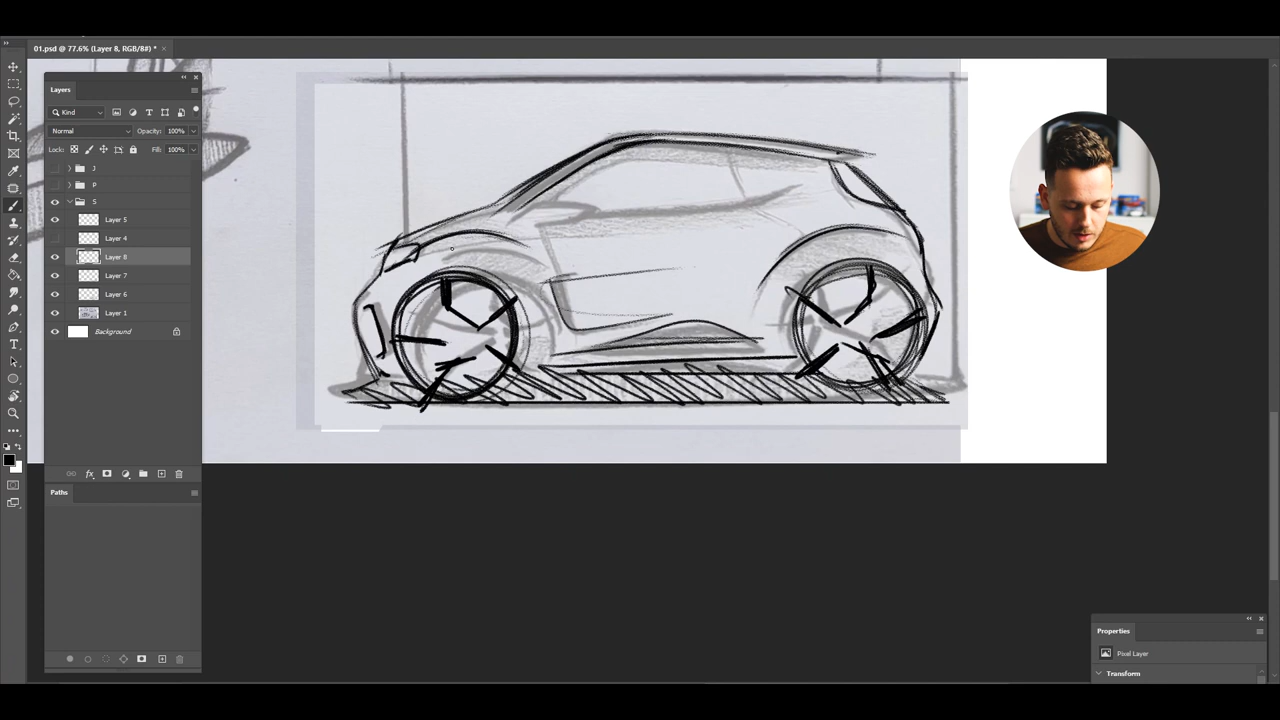 01.psd @ 77.6% (Layer 8, RGB/8#) *
Layers
Kind
Normal Opacity: 100%
Lock: Fill: 100%
J
P
S
Layer 5
Layer 4
Layer 8
Layer 7
Layer 6
Layer 1
Background
fx
Paths
Properties
Pixel Layer
Transform